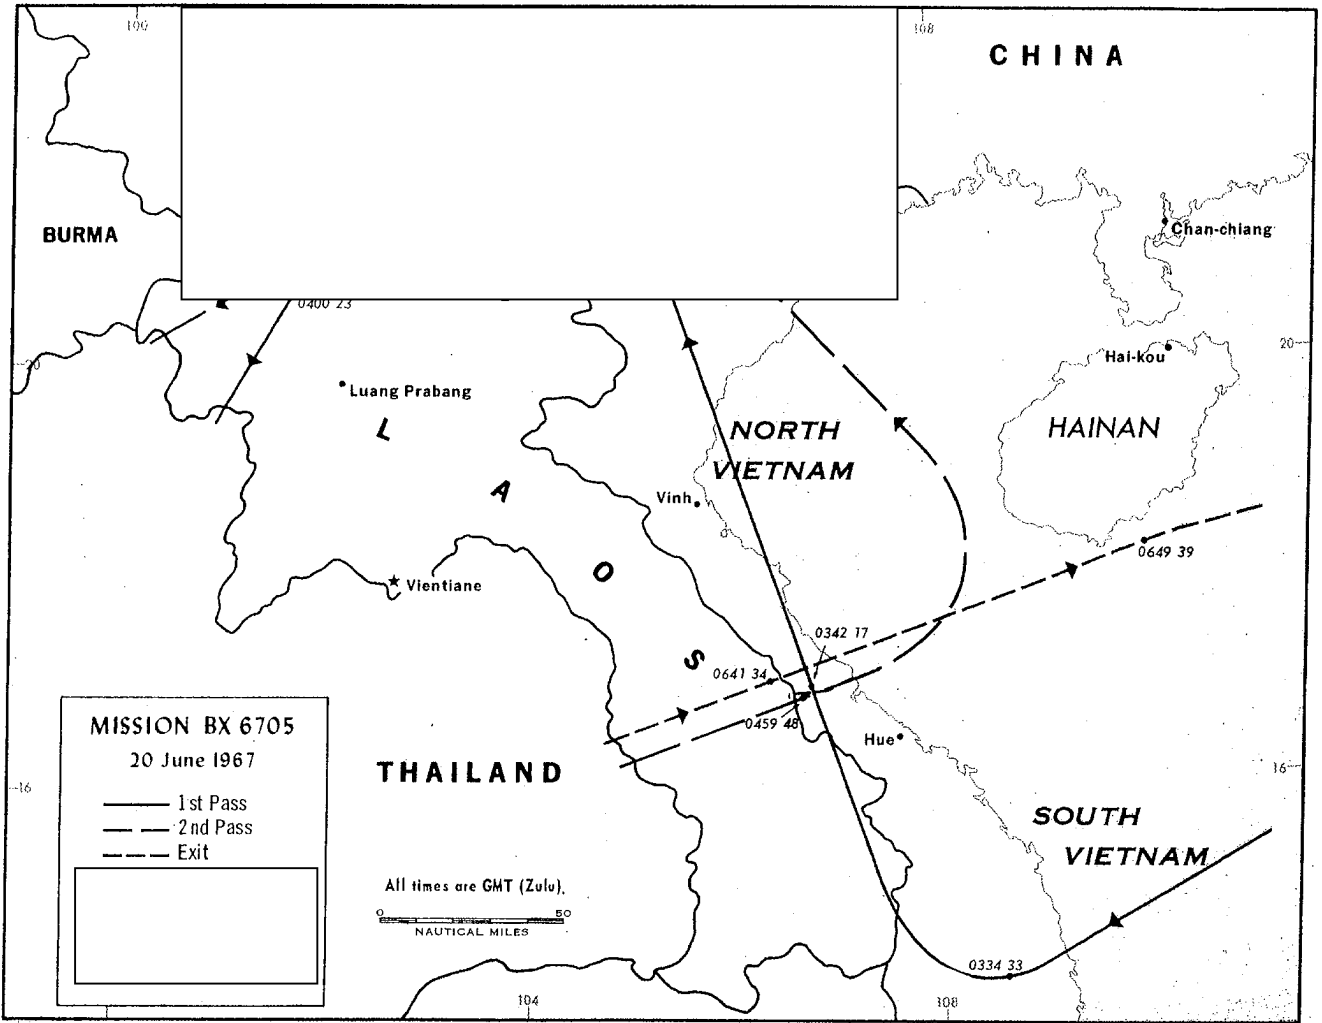 100
108
CHINA
BURMA
Chan-chiang
0400 23
20
20
Hai-kou
Luang Prabang
L
NORTH
VIETNAM
HAINAN
A
Vinh
0649 39
O
Vientiane
0342 17
S
0641 34
0459 48
Hue
MISSION BX 6705
20 June 1967
1st Pass
2nd Pass
Exit
THAILAND
16
16
SOUTH
VIETNAM
All times are GMT (Zulu).
0 50
NAUTICAL MILES
0334 33
104
108